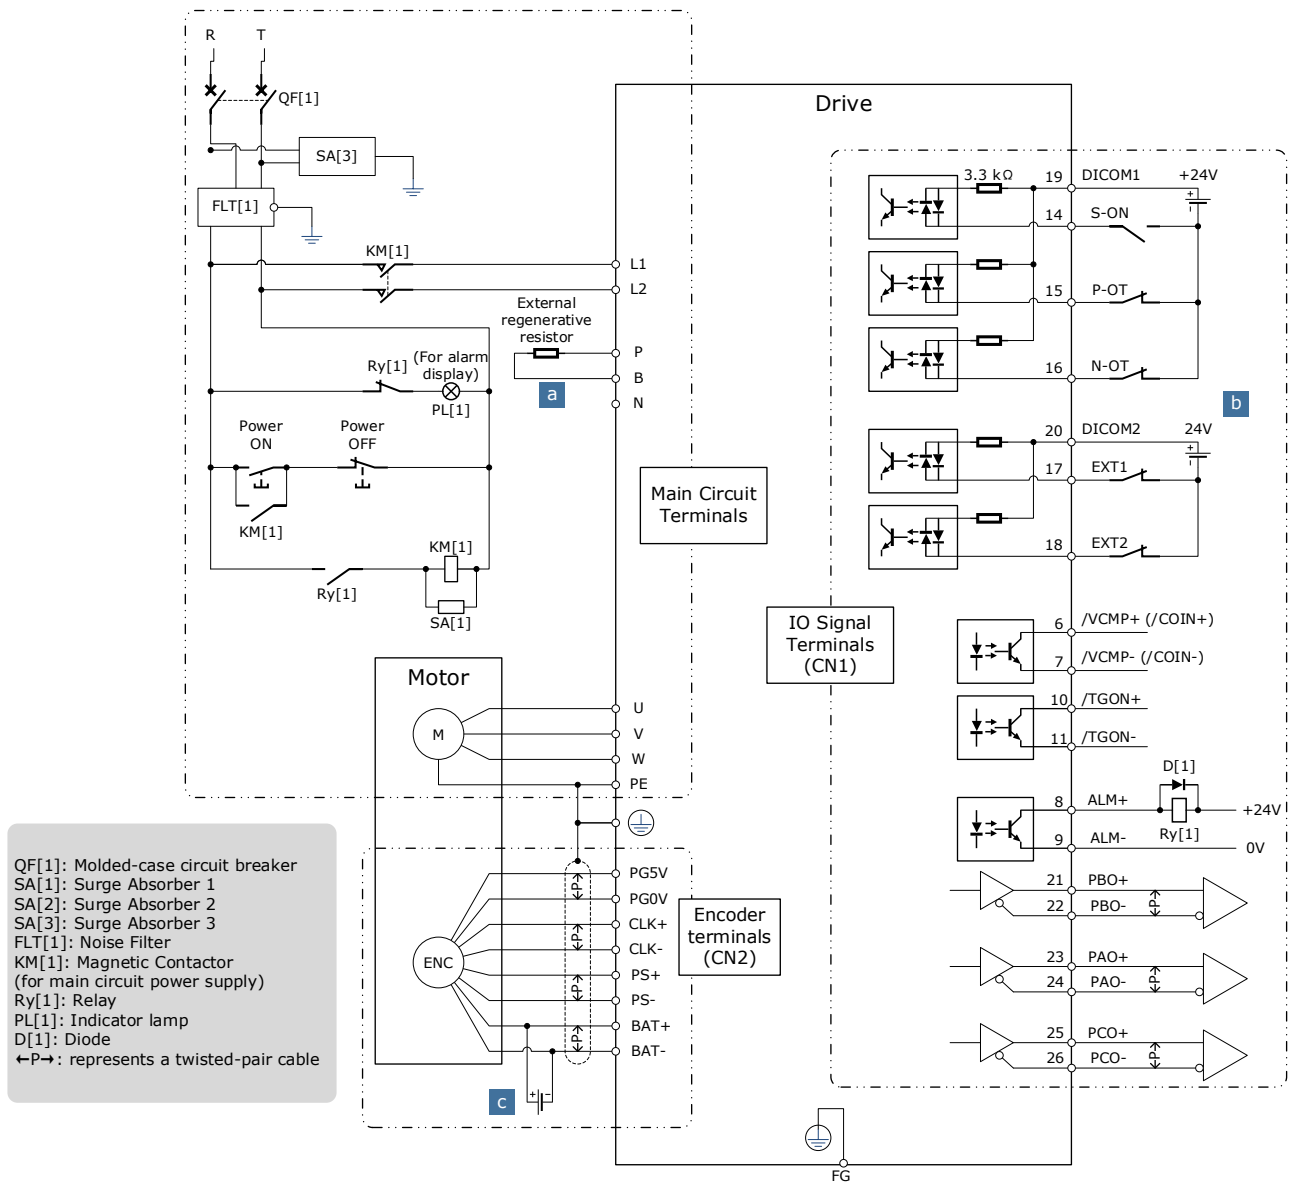 R
T
QF[1]
SA[3]
FLT[1]
KM[1]
L1
L2
External
regenerative
resistor
P
B
N
a
Ry[1]
(For alarm
display)
PL[1]
Power
ON
Power
OFF
KM[1]
KM[1]
Ry[1]
SA[1]
Main Circuit
Terminals
Motor
M
U
V
W
PE
ENC
PG5V
PG0V
CLK+
CLK-
PS+
PS-
BAT+
BAT-
←P→
←P→
←P→
←P→
Encoder
terminals
(CN2)
+ -
c
Drive
3.3 kΩ
19
DICOM1
+24V
+
-
14
S-ON
15
P-OT
16
N-OT
b
20
DICOM2
24V
+
-
17
EXT1
18
EXT2
IO Signal
Terminals
(CN1)
6
/VCMP+ (/COIN+)
7
/VCMP- (/COIN-)
10
/TGON+
11
/TGON-
D[1]
8
ALM+
+24V
Ry[1]
9
ALM-
0V
21
PBO+
22
PBO-
←P→
23
PAO+
24
PAO-
←P→
25
PCO+
26
PCO-
←P→
FG
QF[1]: Molded-case circuit breaker
SA[1]: Surge Absorber 1
SA[2]: Surge Absorber 2
SA[3]: Surge Absorber 3
FLT[1]: Noise Filter
KM[1]: Magnetic Contactor
(for main circuit power supply)
Ry[1]: Relay
PL[1]: Indicator lamp
D[1]: Diode
←P→: represents a twisted-pair cable